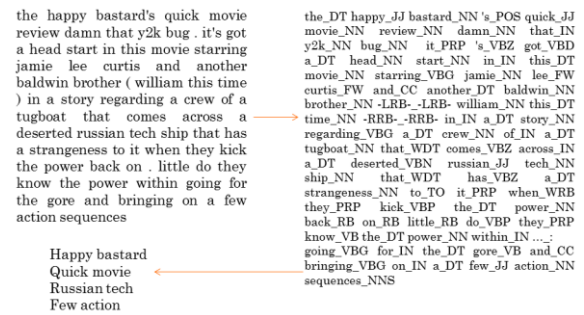 the happy bastard's quick movie
review damn that y2k bug . it's got
a head start in this movie starring
jamie lee curtis and another
baldwin brother ( william this time
) in a story regarding a crew of a
tugboat that comes across a
deserted russian tech ship that has
a strangeness to it when they kick
the power back on . little do they
know the power within going for
the gore and bringing on a few
action sequences
the_DT happy_JJ bastard_NN 's_POS quick_JJ
movie_NN review_NN damn_NN that_IN
y2k_NN bug_NN it_PRP 's_VBZ got_VBD
a_DT head_NN start_NN in_IN this_DT
movie_NN starring_VBG jamie_NN lee_FW
curtis_FW and_CC another_DT baldwin_NN
brother_NN -LRB-_-LRB- william_NN this_DT
time_NN -RRB-_-RRB- in_IN a_DT story_NN
regarding_VBG a_DT crew_NN of_IN a_DT
tugboat_NN that_WDT comes_VBZ across_IN
a_DT deserted_VBN russian_JJ tech_NN
ship_NN that_WDT has_VBZ a_DT
strangeness_NN to_TO it_PRP when_WRB
they_PRP kick_VBP the_DT power_NN
back_RB on_RB little_RB do_VBP they_PRP
know_VB the_DT power_NN within_IN ..._:
going_VBG for_IN the_DT gore_VB and_CC
bringing_VBG on_IN a_DT few_JJ action_NN
sequences_NNS
Happy bastard
Quick movie
Russian tech
Few action